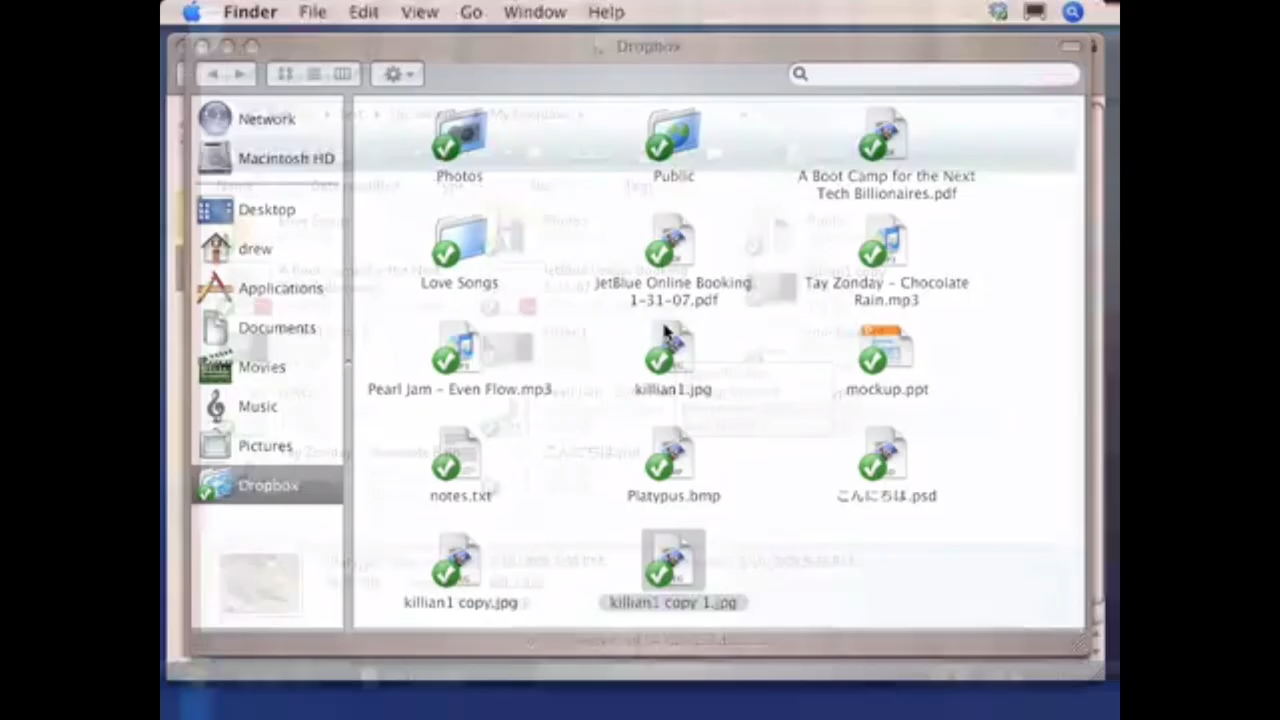 Finder File Edit View Go Window Help
Dropbox
Network
Macintosh HD
Desktop
drew
Applications
Documents
Movies
Music
Pictures
Dropbox
Photos
Public
A Boot Camp for the Next
Tech Billionaires.pdf
Love Songs
JetBlue Online Booking
1-31-07.pdf
Tay Zonday - Chocolate
Rain.mp3
Pearl Jam - Even Flow.mp3
killian1.jpg
mockup.ppt
notes.txt
Platypus.bmp
こんにちは.psd
killian1 copy.jpg
killian1 copy 1.jpg